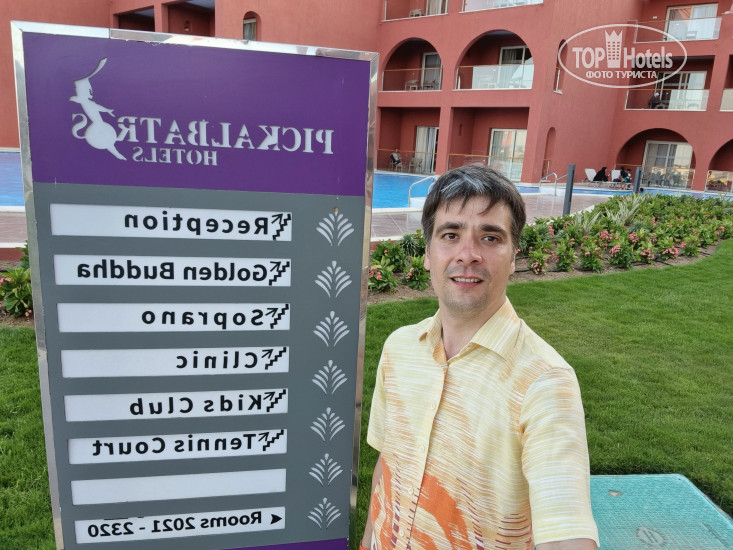 PICKALBATROS
HOTELS
Reception
Golden Buddha
Soprano
Clinic
Kids Club
Tennis Court
Rooms 2021 - 2320
TOP Hotels
ФОТО ТУРИСТА